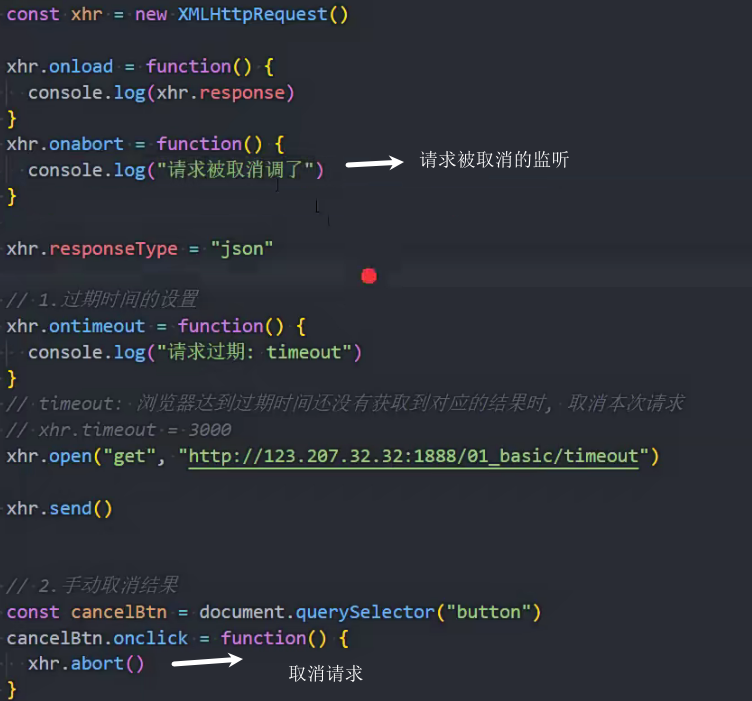 const xhr = new XMLHttpRequest()
xhr.onload = function() {
console.log(xhr.response)
}
xhr.onabort = function() {
console.log("请求被取消调了")
请求被取消的监听
}
xhr.responseType = "json"
// 1.过期时间的设置
xhr.ontimeout = function() {
console.log("请求过期: timeout")
}
// timeout: 浏览器达到过期时间还没有获取到对应的结果时, 取消本次请求
// xhr.timeout = 3000
xhr.open("get", "http://123.207.32.32:1888/01_basic/timeout")
xhr.send()
// 2.手动取消结果
const cancelBtn = document.querySelector("button")
cancelBtn.onclick = function() {
xhr.abort()
取消请求
}